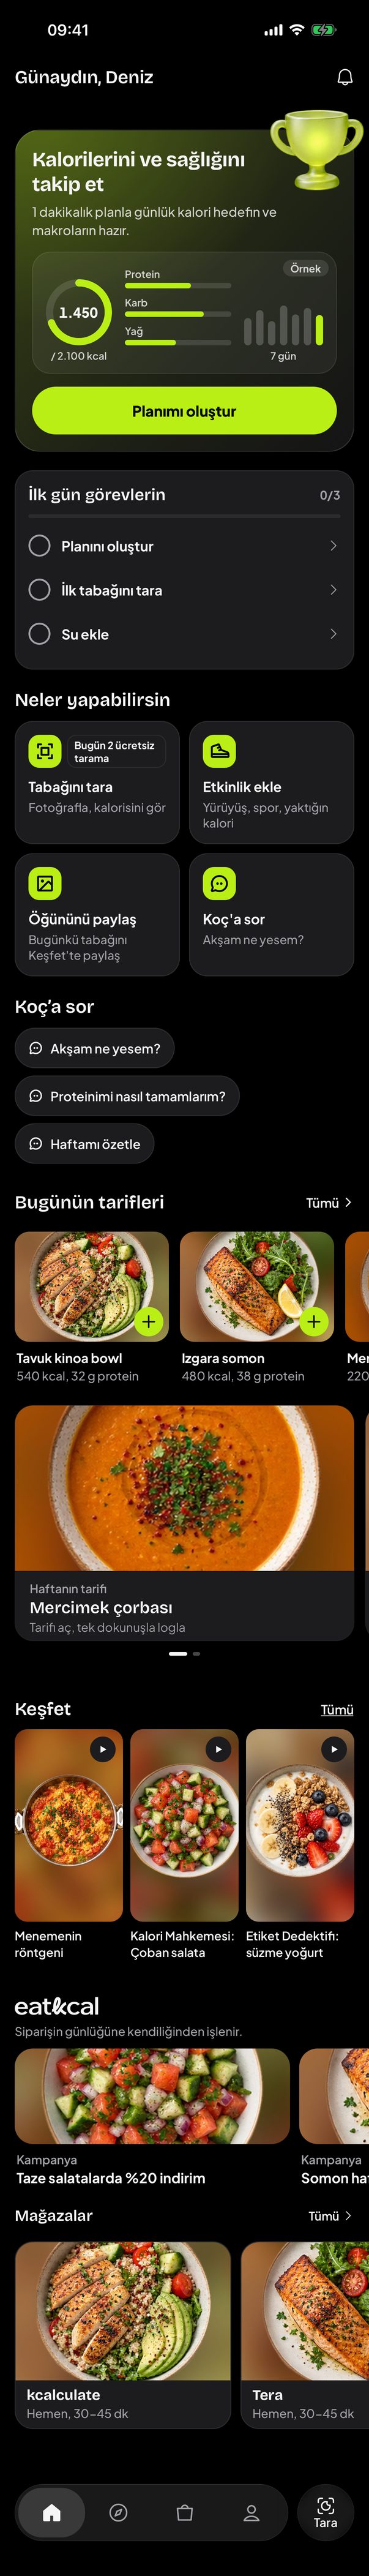 09:41
Günaydın, Deniz
Kalorilerini ve sağlığını
takip et
1 dakikalık planla günlük kalori hedefin ve
makroların hazır.
Örnek
1.450
/ 2.100 kcal
Protein
Karb
Yağ
7 gün
Planımı oluştur
İlk gün görevlerin
0/3
Planını oluştur
İlk tabağını tara
Su ekle
Neler yapabilirsin
Bugün 2 ücretsiz
tarama
Tabağını tara
Fotoğrafla, kalorisini gör
Etkinlik ekle
Yürüyüş, spor, yaktığın
kalori
Öğününü paylaş
Bugünkü tabağını
Keşfet'te paylaş
Koç'a sor
Akşam ne yesem?
Koç'a sor
Akşam ne yesem?
Proteinimi nasıl tamamlarım?
Haftamı özetle
Bugünün tarifleri
Tümü
Tavuk kinoa bowl
540 kcal, 32 g protein
Izgara somon
480 kcal, 38 g protein
Mer
220
Haftanın tarifi
Mercimek çorbası
Tarifi aç, tek dokunuşla logla
Keşfet
Tümü
Menemenin
röntgeni
Kalori Mahkemesi:
Çoban salata
Etiket Dedektifi:
süzme yoğurt
eat&cal
Siparişin günlüğüne kendiliğinden işlenir.
Kampanya
Taze salatalarda %20 indirim
Kampanya
Somon haf
Mağazalar
Tümü
kcalculate
Hemen, 30–45 dk
Tera
Hemen, 30–45 dk
Tara